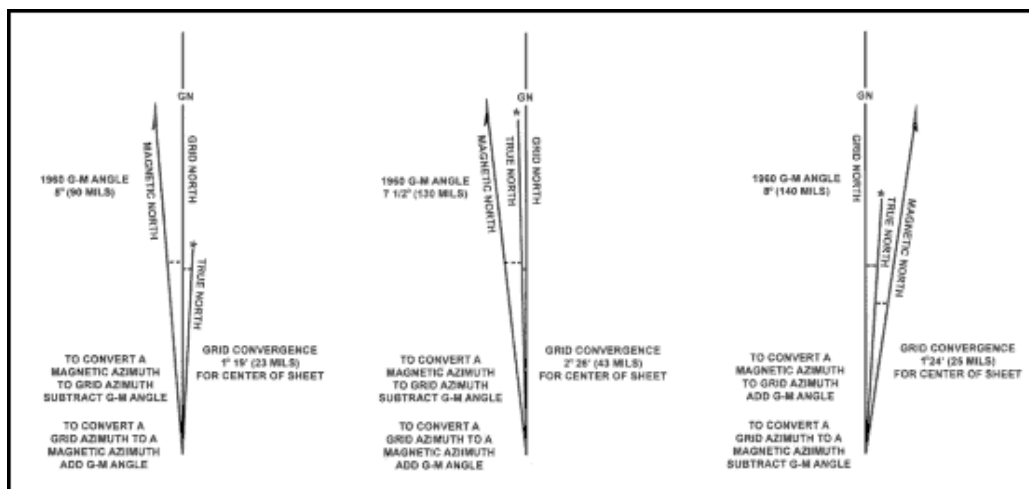 GN
MAGNETIC NORTH
GRID NORTH
TRUE NORTH
1960 G-M ANGLE
8° (90 MILS)
GRID CONVERGENCE
1° 19' (23 MILS)
FOR CENTER OF SHEET
TO CONVERT A
MAGNETIC AZIMUTH
TO GRID AZIMUTH
SUBTRACT G-M ANGLE
TO CONVERT A
GRID AZIMUTH TO A
MAGNETIC AZIMUTH
ADD G-M ANGLE
GN
MAGNETIC NORTH
TRUE NORTH
GRID NORTH
1960 G-M ANGLE
7 1/2° (130 MILS)
GRID CONVERGENCE
2° 26' (43 MILS)
FOR CENTER OF SHEET
TO CONVERT A
MAGNETIC AZIMUTH
TO GRID AZIMUTH
SUBTRACT G-M ANGLE
TO CONVERT A
GRID AZIMUTH TO A
MAGNETIC AZIMUTH
ADD G-M ANGLE
GN
GRID NORTH
TRUE NORTH
MAGNETIC NORTH
1960 G-M ANGLE
8° (140 MILS)
GRID CONVERGENCE
1°24' (25 MILS)
FOR CENTER OF SHEET
TO CONVERT A
MAGNETIC AZIMUTH
TO GRID AZIMUTH
ADD G-M ANGLE
TO CONVERT A
GRID AZIMUTH TO A
MAGNETIC AZIMUTH
SUBTRACT G-M ANGLE